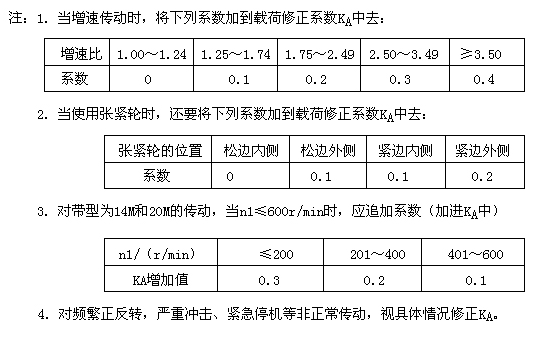 注：1. 当增速传动时，将下列系数加到载荷修正系数KA中去：
增速比 1.00～1.24 1.25～1.74 1.75～2.49 2.50～3.49 ≥3.50
系数 0 0.1 0.2 0.3 0.4
2. 当使用张紧轮时，还要将下列系数加到载荷修正系数KA中去：
张紧轮的位置 松边内侧 松边外侧 紧边内侧 紧边外侧
系数 0 0.1 0.1 0.2
3. 对带型为14M和20M的传动，当n1≤600r/min时，应追加系数（加进KA中）
n1/（r/min） ≤200 201～400 401～600
KA增加值 0.3 0.2 0.1
4. 对频繁正反转，严重冲击、紧急停机等非正常传动，视具体情况修正KA。